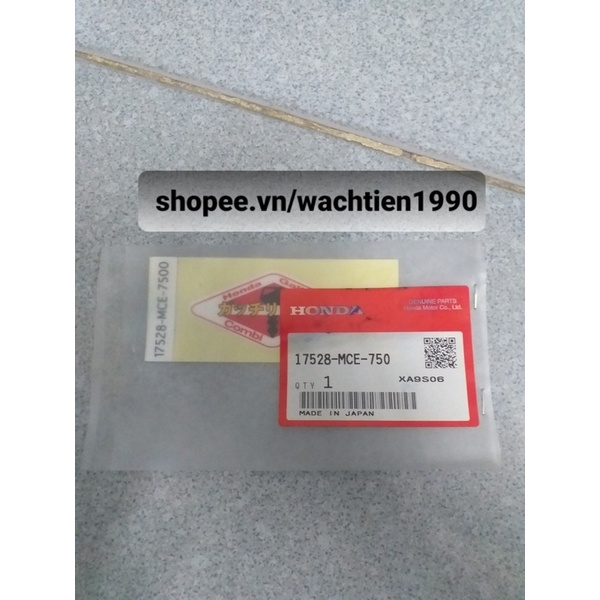 shopee.vn/wachtien1990
17528-MCE-7500
Honda
Combi
HONDA
GENUINE PARTS
Honda Motor Co., Ltd.
17528-MCE-750
QTY 1
XA9S06
MADE IN JAPAN